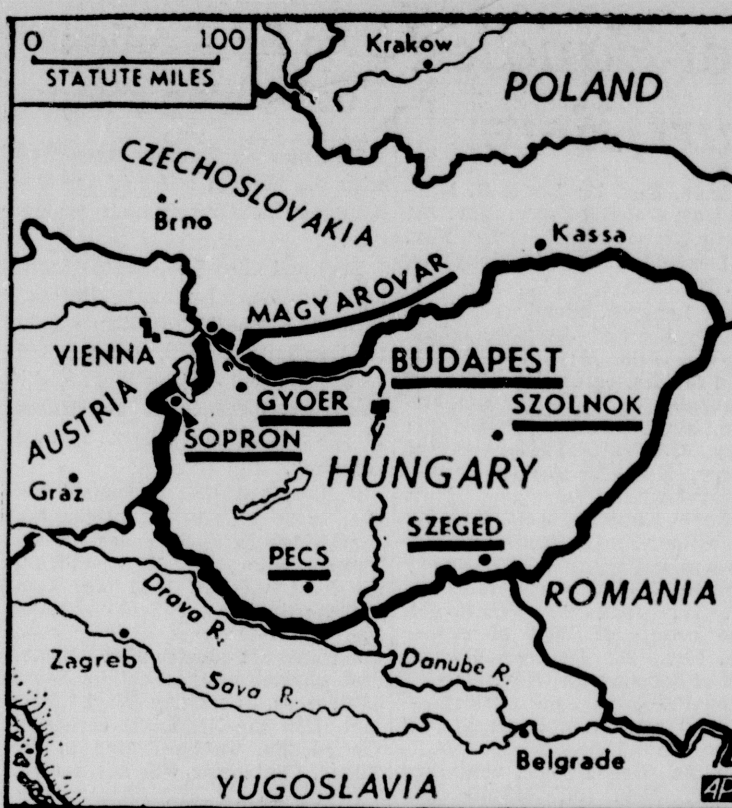 0 100
STATUTE MILES
Krakow
POLAND
CZECHOSLOVAKIA
Brno
Kassa
MAGYAROVAR
VIENNA
BUDAPEST
GYOER
SZOLNOK
AUSTRIA
SOPRON
HUNGARY
Graz
SZEGED
PECS
ROMANIA
Drava R.
Zagreb
Danube R.
Sava R.
Belgrade
YUGOSLAVIA
AP